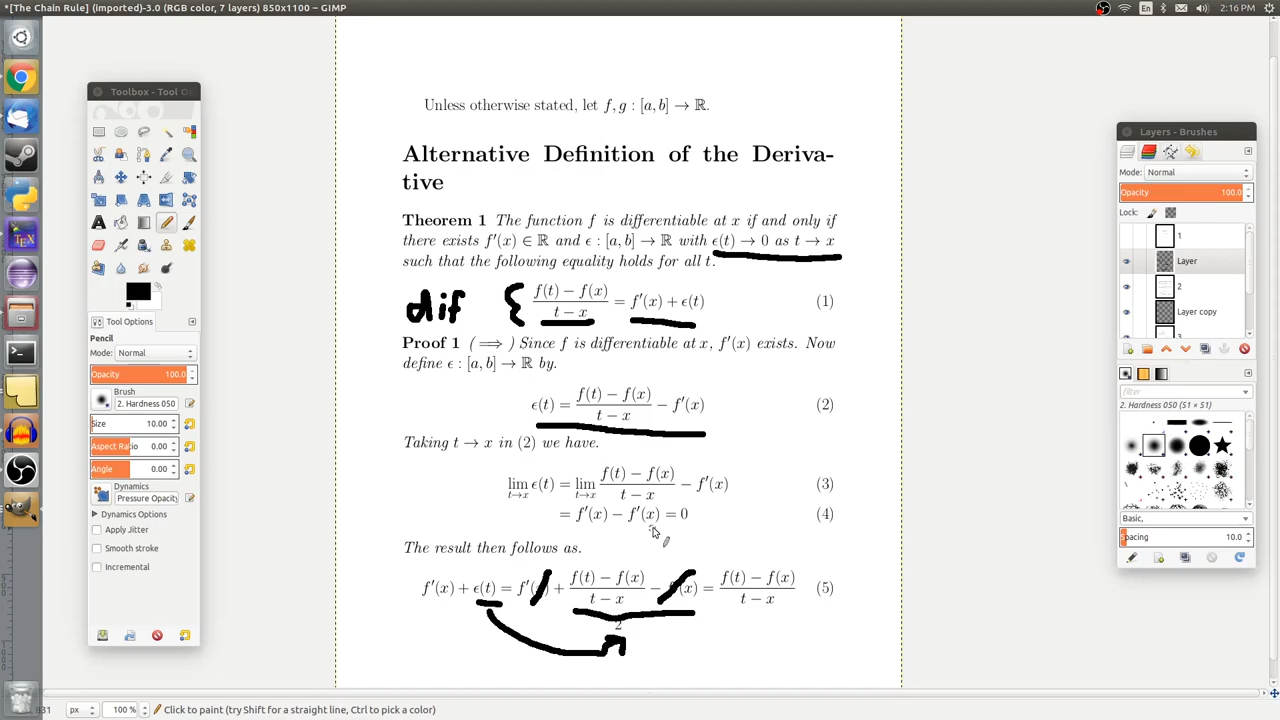 *[The Chain Rule] (imported)-3.0 (RGB color, 7 layers) 850x1100 – GIMP
En
2:16 PM
Toolbox - Tool Op
Tool Options
Pencil
Mode: Normal
Opacity 100.0
Brush
2. Hardness 050
Size 10.00
Aspect Ratio 0.00
Angle 0.00
Dynamics
Pressure Opacity
Dynamics Options
Apply Jitter
Smooth stroke
Incremental
Unless otherwise stated, let f, g : [a, b] → ℝ.
Alternative Definition of the Deriva-
tive
Theorem 1 The function f is differentiable at x if and only if
there exists f′(x) ∈ ℝ and ϵ : [a, b] → ℝ with ϵ(t) → 0 as t → x
such that the following equality holds for all t.
dif { (f(t) − f(x))/(t − x) = f′(x) + ϵ(t) (1)
Proof 1 ( ⟹ ) Since f is differentiable at x, f′(x) exists. Now
define ϵ : [a, b] → ℝ by.
ϵ(t) = (f(t) − f(x))/(t − x) − f′(x) (2)
Taking t → x in (2) we have.
lim t→x ϵ(t) = lim t→x (f(t) − f(x))/(t − x) − f′(x) (3)
= f′(x) − f′(x) = 0 (4)
The result then follows as.
f′(x) + ϵ(t) = f′(x) + (f(t) − f(x))/(t − x) − f′(x) = (f(t) − f(x))/(t − x) (5)
2
Layers - Brushes
Mode: Normal
Opacity 100.0
Lock:
1
Layer
2
Layer copy
3
filter
2. Hardness 050 (51 × 51)
Basic,
Spacing 10.0
px
100 %
Click to paint (try Shift for a straight line, Ctrl to pick a color)